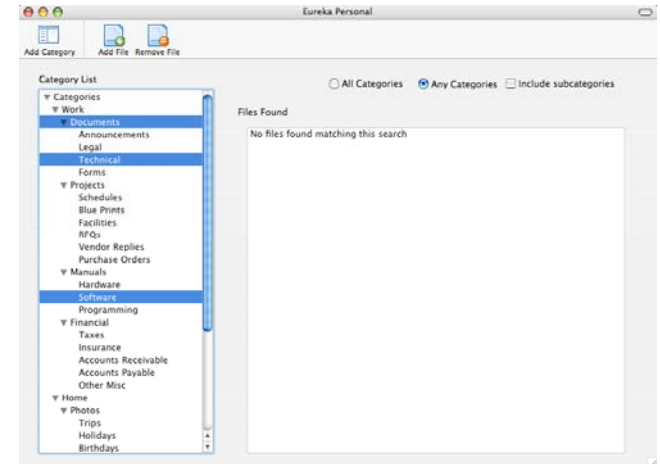 Eureka Personal
Add Category Add File Remove File
Category List
All Categories Any Categories Include subcategories
Categories
Work
Documents
Announcements
Legal
Technical
Forms
Projects
Schedules
Blue Prints
Facilities
RFQs
Vendor Replies
Purchase Orders
Manuals
Hardware
Software
Programming
Financial
Taxes
Insurance
Accounts Receivable
Accounts Payable
Other Misc
Home
Photos
Trips
Holidays
Birthdays
Files Found
No files found matching this search